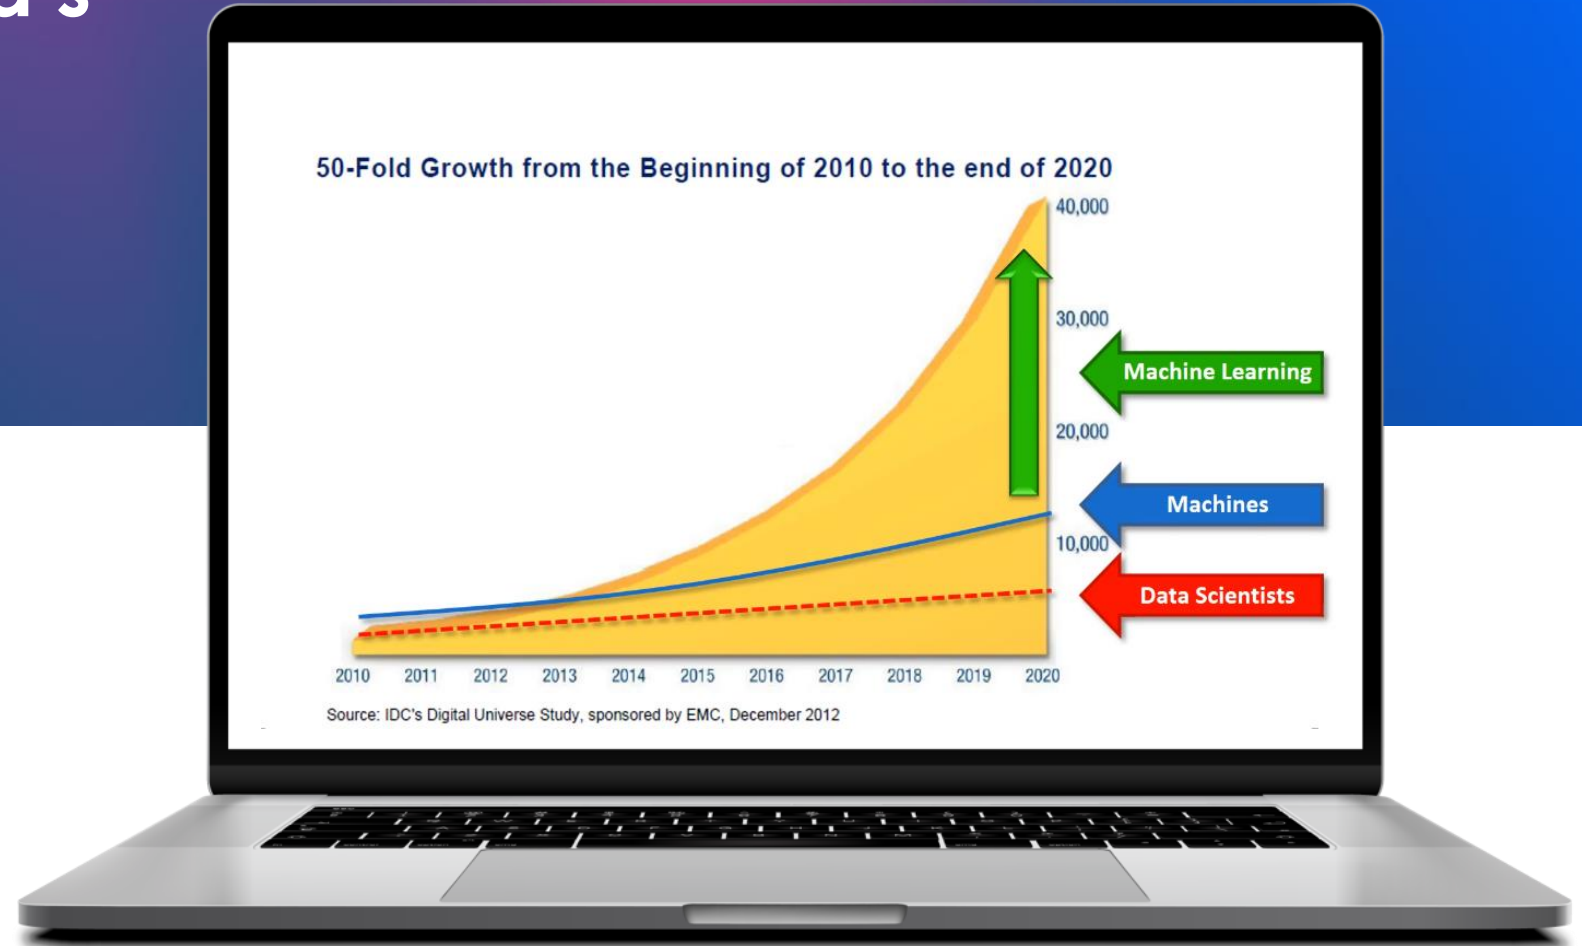 50-Fold Growth from the Beginning of 2010 to the end of 2020
40,000
30,000
Machine Learning
20,000
Machines
10,000
Data Scientists
2010 2011 2012 2013 2014 2015 2016 2017 2018 2019 2020
Source: IDC's Digital Universe Study, sponsored by EMC, December 2012